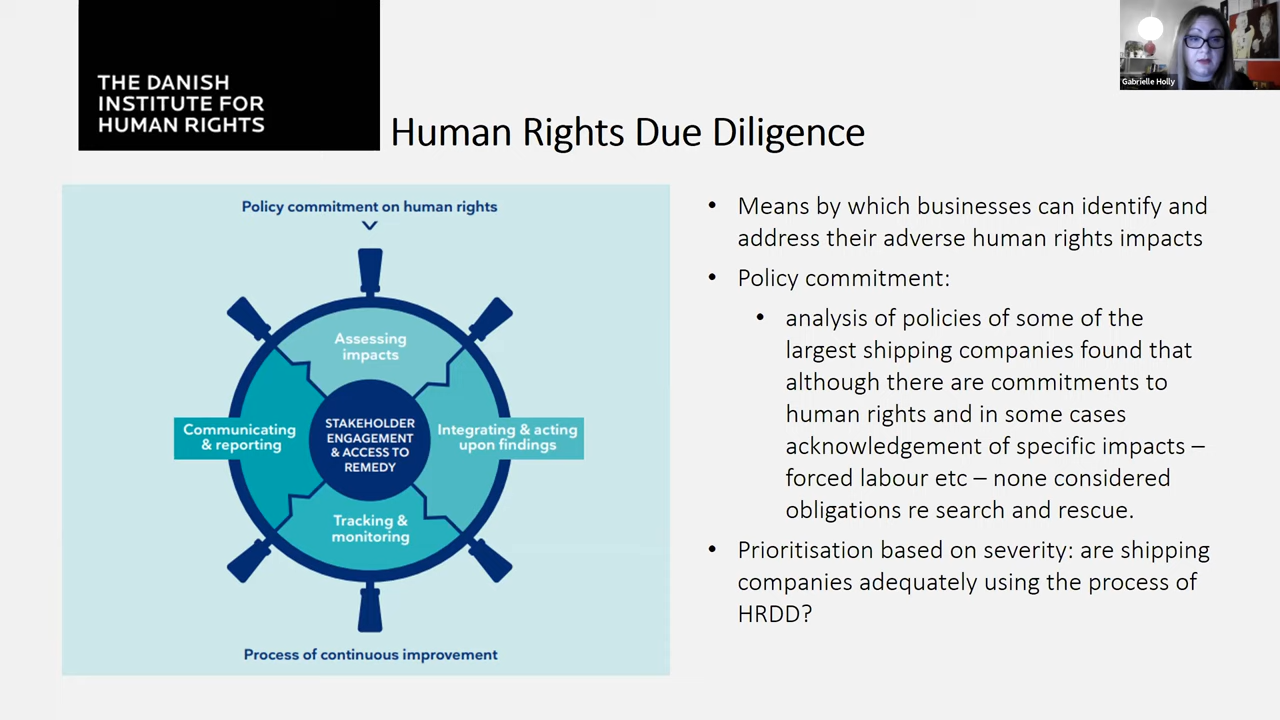 THE DANISH
INSTITUTE FOR
HUMAN RIGHTS
Gabrielle Holly
Human Rights Due Diligence
Policy commitment on human rights
Assessing
impacts
Communicating
& reporting
STAKEHOLDER
ENGAGEMENT
& ACCESS TO
REMEDY
Integrating & acting
upon findings
Tracking &
monitoring
Process of continuous improvement
• Means by which businesses can identify and
address their adverse human rights impacts
• Policy commitment:
• analysis of policies of some of the
largest shipping companies found that
although there are commitments to
human rights and in some cases
acknowledgement of specific impacts –
forced labour etc – none considered
obligations re search and rescue.
• Prioritisation based on severity: are shipping
companies adequately using the process of
HRDD?